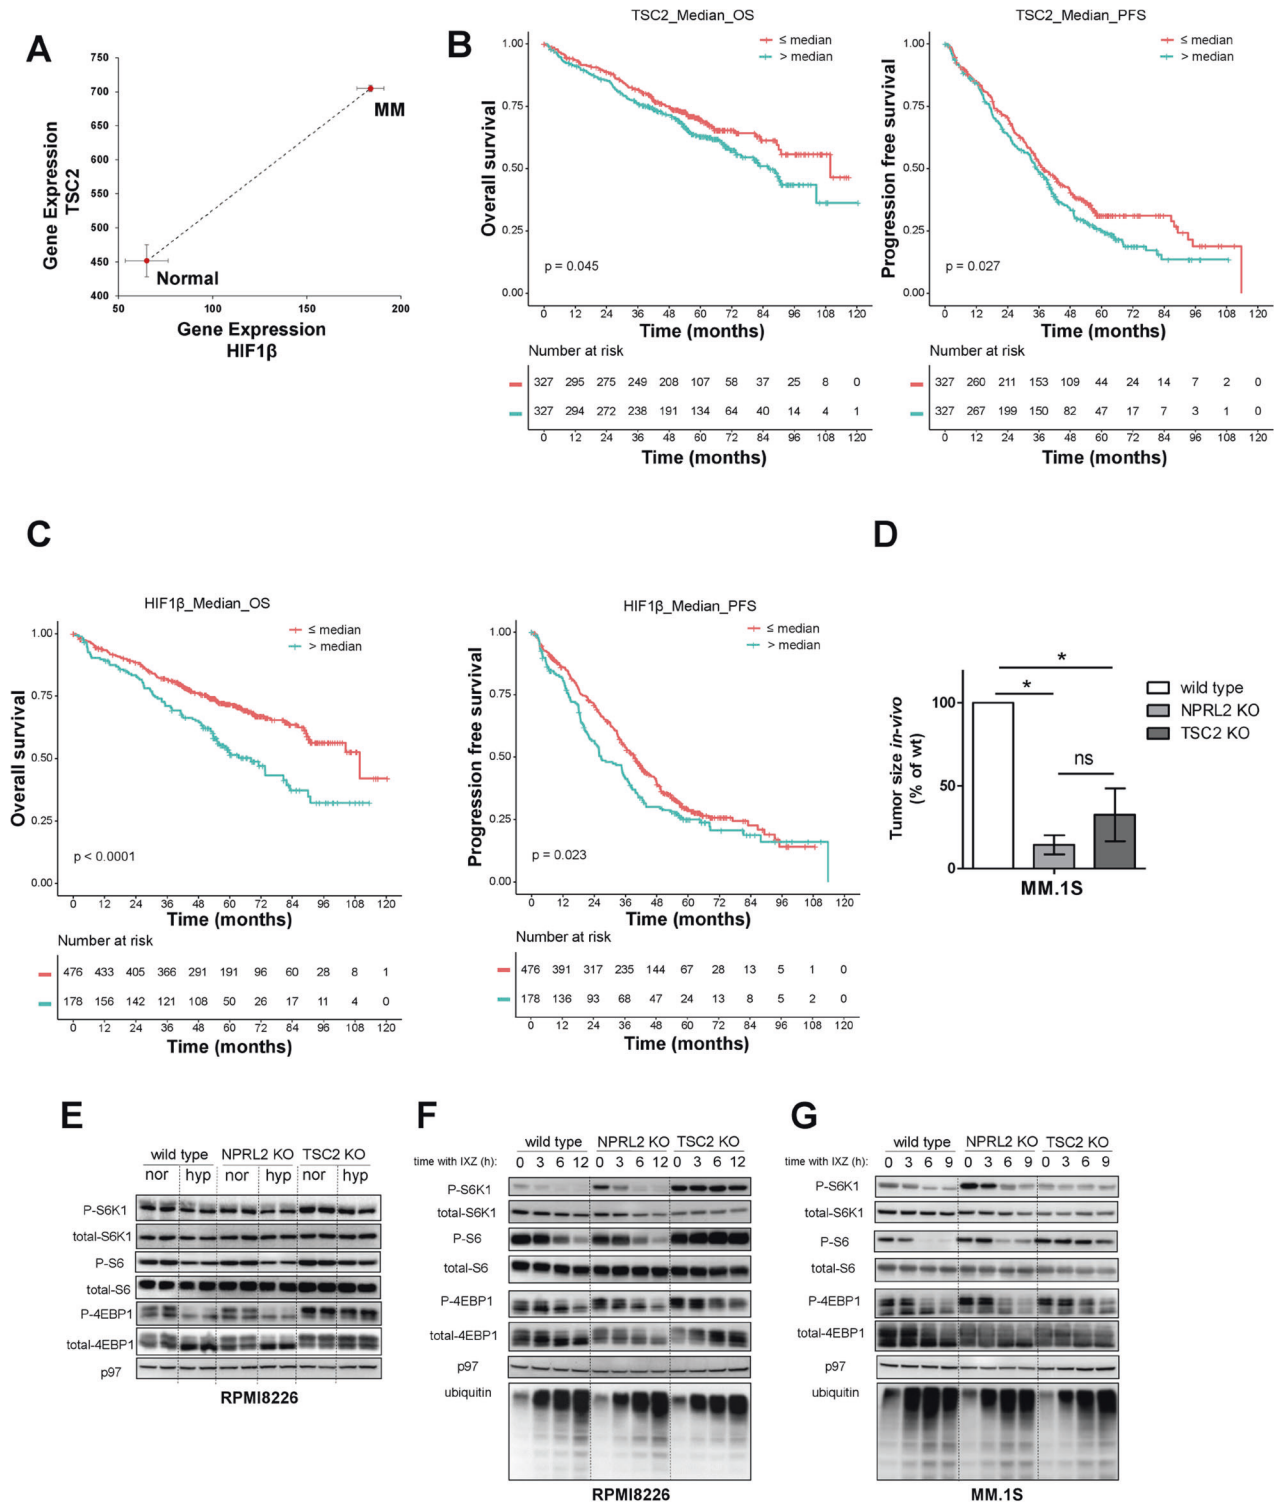 A
750
700
650
600
550
500
450
400
Gene Expression
TSC2
MM
Normal
50 100 150 200
Gene Expression
HIF1β
B
TSC2_Median_OS
≤ median
> median
1.00
0.75
0.50
0.25
0.00
Overall survival
p = 0.045
0 12 24 36 48 60 72 84 96 108 120
Time (months)
Number at risk
327 295 275 249 208 107 58 37 25 8 0
327 294 272 238 191 134 64 40 14 4 1
0 12 24 36 48 60 72 84 96 108 120
Time (months)
TSC2_Median_PFS
≤ median
> median
1.00
0.75
0.50
0.25
0.00
Progression free survival
p = 0.027
0 12 24 36 48 60 72 84 96 108 120
Time (months)
Number at risk
327 260 211 153 109 44 24 14 7 2 0
327 267 199 150 82 47 17 7 3 1 0
0 12 24 36 48 60 72 84 96 108 120
Time (months)
C
HIF1β_Median_OS
≤ median
> median
1.00
0.75
0.50
0.25
0.00
Overall survival
p < 0.0001
0 12 24 36 48 60 72 84 96 108 120
Time (months)
Number at risk
476 433 405 366 291 191 96 60 28 8 1
178 156 142 121 108 50 26 17 11 4 0
0 12 24 36 48 60 72 84 96 108 120
Time (months)
HIF1β_Median_PFS
≤ median
> median
1.00
0.75
0.50
0.25
0.00
Progression free survival
p = 0.023
0 12 24 36 48 60 72 84 96 108 120
Time (months)
Number at risk
476 391 317 235 144 67 28 13 5 1 0
178 136 93 68 47 24 13 8 5 2 0
0 12 24 36 48 60 72 84 96 108 120
Time (months)
D
Tumor size in-vivo
(% of wt)
100
50
0
*
*
ns
MM.1S
wild type
NPRL2 KO
TSC2 KO
E
wild type NPRL2 KO TSC2 KO
nor hyp nor hyp nor hyp
P-S6K1
total-S6K1
P-S6
total-S6
P-4EBP1
total-4EBP1
p97
RPMI8226
F
wild type NPRL2 KO TSC2 KO
time with IXZ (h): 0 3 6 12 0 3 6 12 0 3 6 12
P-S6K1
total-S6K1
P-S6
total-S6
P-4EBP1
total-4EBP1
p97
ubiquitin
RPMI8226
G
wild type NPRL2 KO TSC2 KO
time with IXZ (h): 0 3 6 9 0 3 6 9 0 3 6 9
P-S6K1
total-S6K1
P-S6
total-S6
P-4EBP1
total-4EBP1
p97
ubiquitin
MM.1S